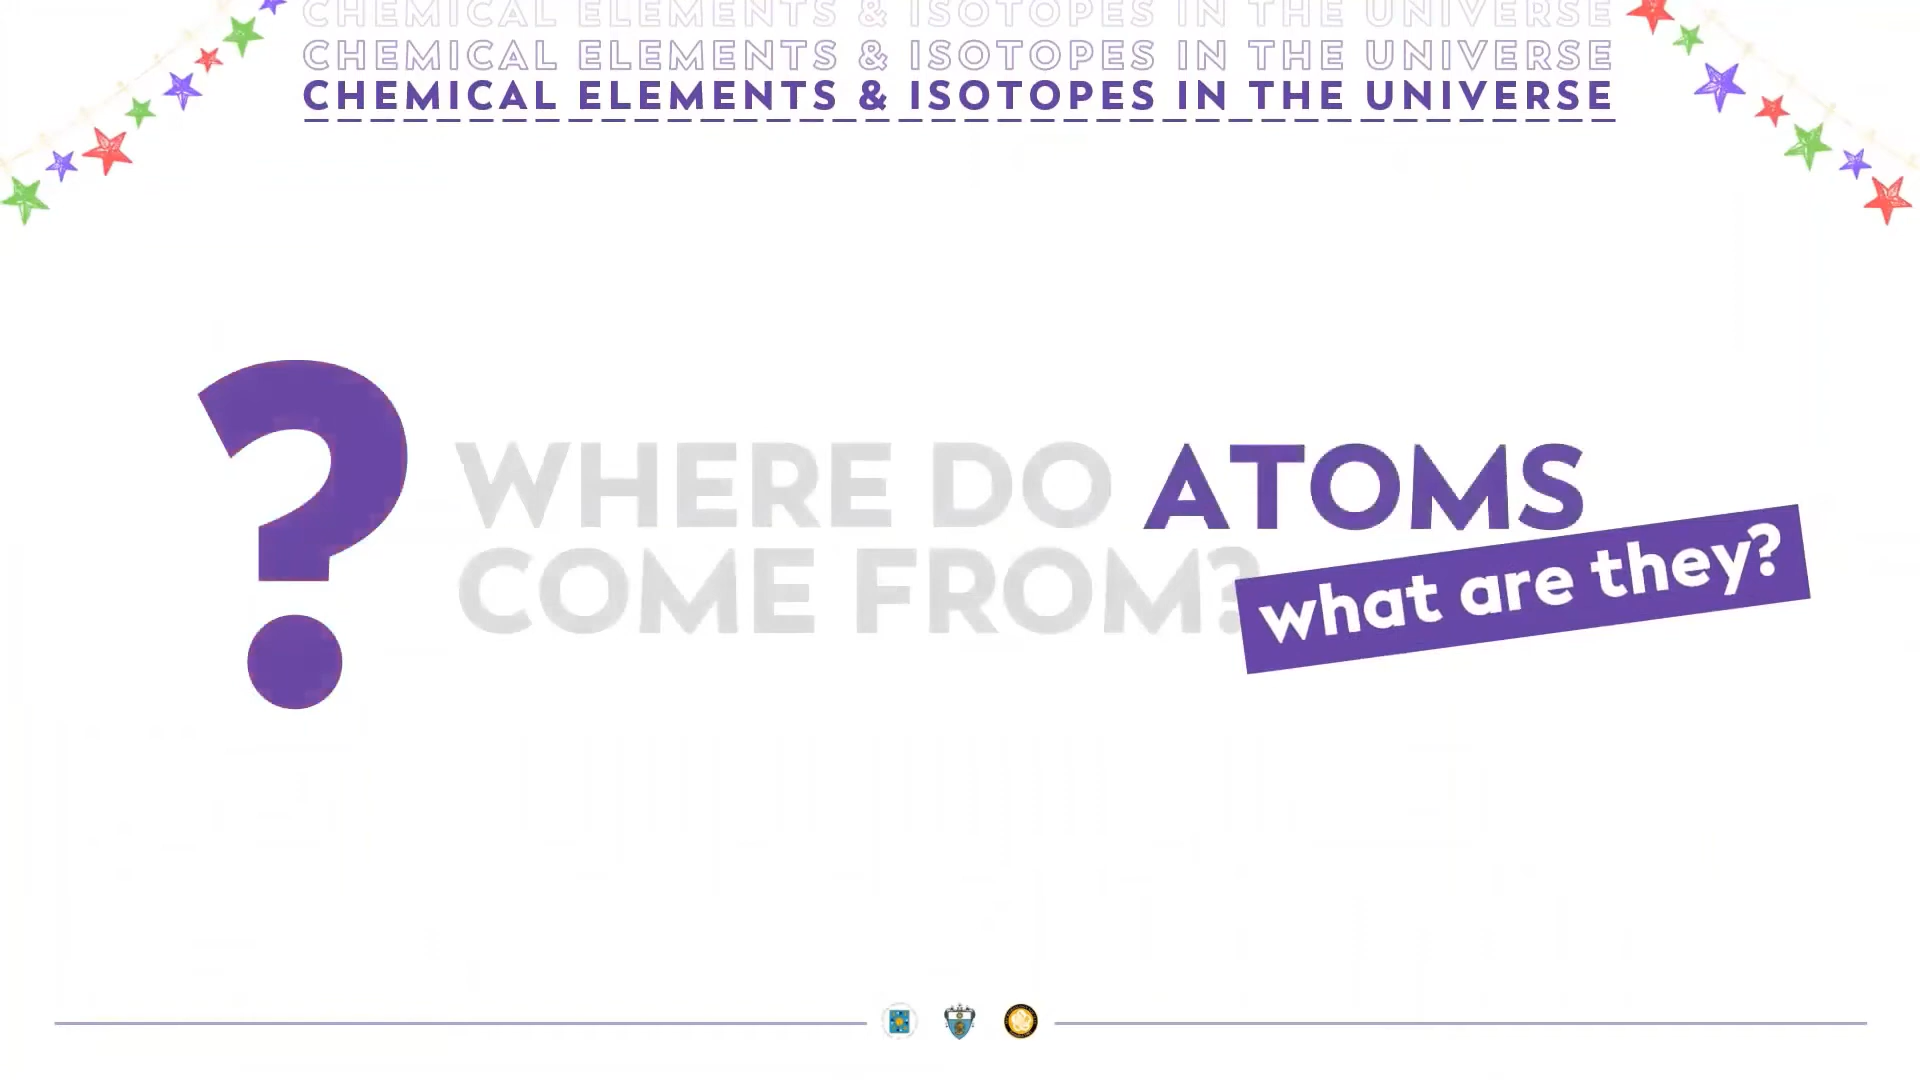 CHEMICAL ELEMENTS & ISOTOPES IN THE UNIVERSE
CHEMICAL ELEMENTS & ISOTOPES IN THE UNIVERSE
CHEMICAL ELEMENTS & ISOTOPES IN THE UNIVERSE
?
WHERE DO ATOMS
COME FROM?
what are they?